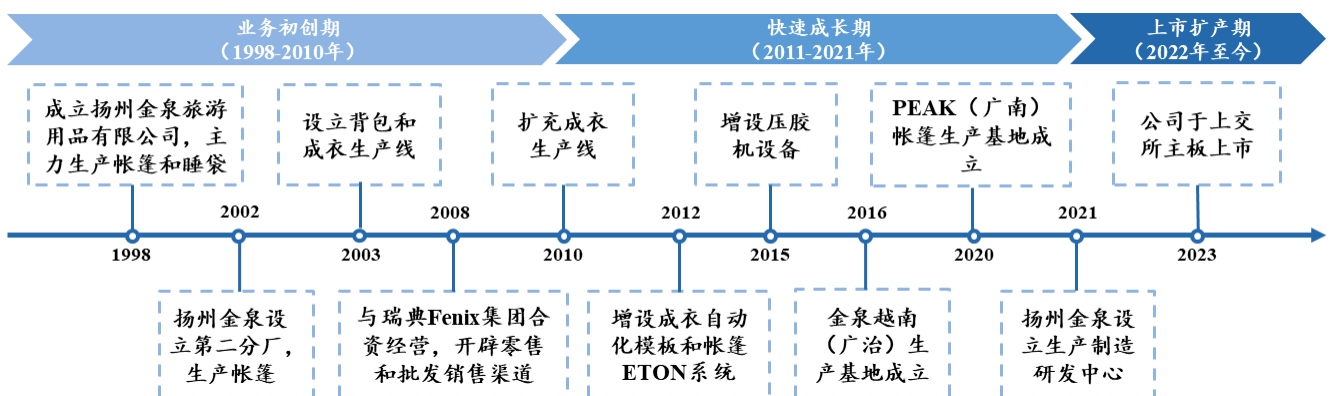 业务初创期
（1998-2010年）
快速成长期
（2011-2021年）
上市扩产期
（2022年至今）
成立扬州金泉旅游
用品有限公司，主
力生产帐篷和睡袋
设立背包和
成衣生产线
扩充成衣
生产线
增设压胶
机设备
PEAK（广南）
帐篷生产基地成
立
公司于上交
所主板上市
2002
2008
2012
2016
2021
1998
2003
2010
2015
2020
2023
扬州金泉设
立第二分厂，
生产帐篷
与瑞典Fenix集团合
资经营，开辟零售
和批发销售渠道
增设成衣自动
化模板和帐篷
ETON系统
金泉越南
（广治）生
产基地成立
扬州金泉设
立生产制造
研发中心